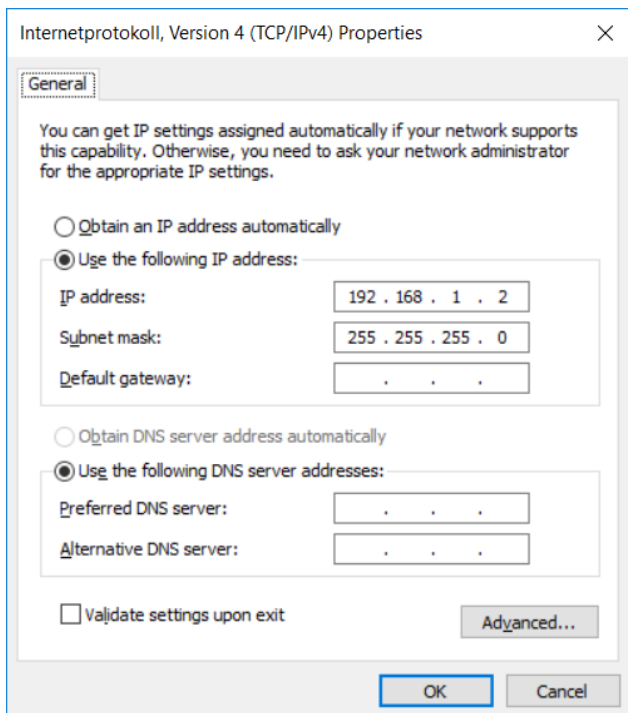 Internetprotokoll, Version 4 (TCP/IPv4) Properties
General
You can get IP settings assigned automatically if your network supports
this capability. Otherwise, you need to ask your network administrator
for the appropriate IP settings.
Obtain an IP address automatically
Use the following IP address:
IP address: 192 . 168 . 1 . 2
Subnet mask: 255 . 255 . 255 . 0
Default gateway: . . .
Obtain DNS server address automatically
Use the following DNS server addresses:
Preferred DNS server: . . .
Alternative DNS server: . . .
Validate settings upon exit
Advanced...
OK Cancel